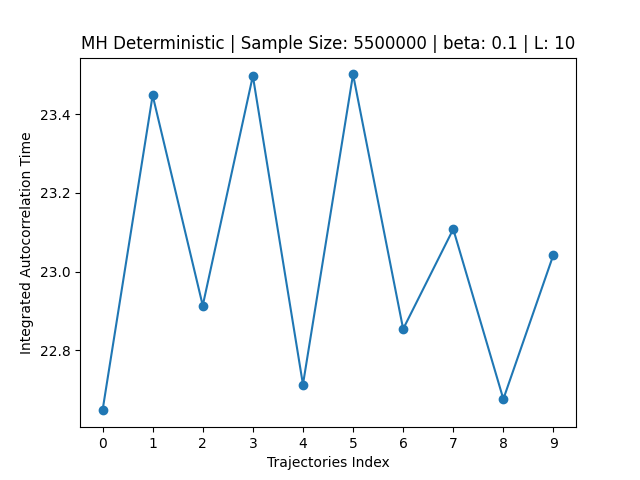 MH Deterministic | Sample Size: 5500000 | beta: 0.1 | L: 10
Integrated Autocorrelation Time
23.4
23.2
23.0
22.8
0 1 2 3 4 5 6 7 8 9
Trajectories Index